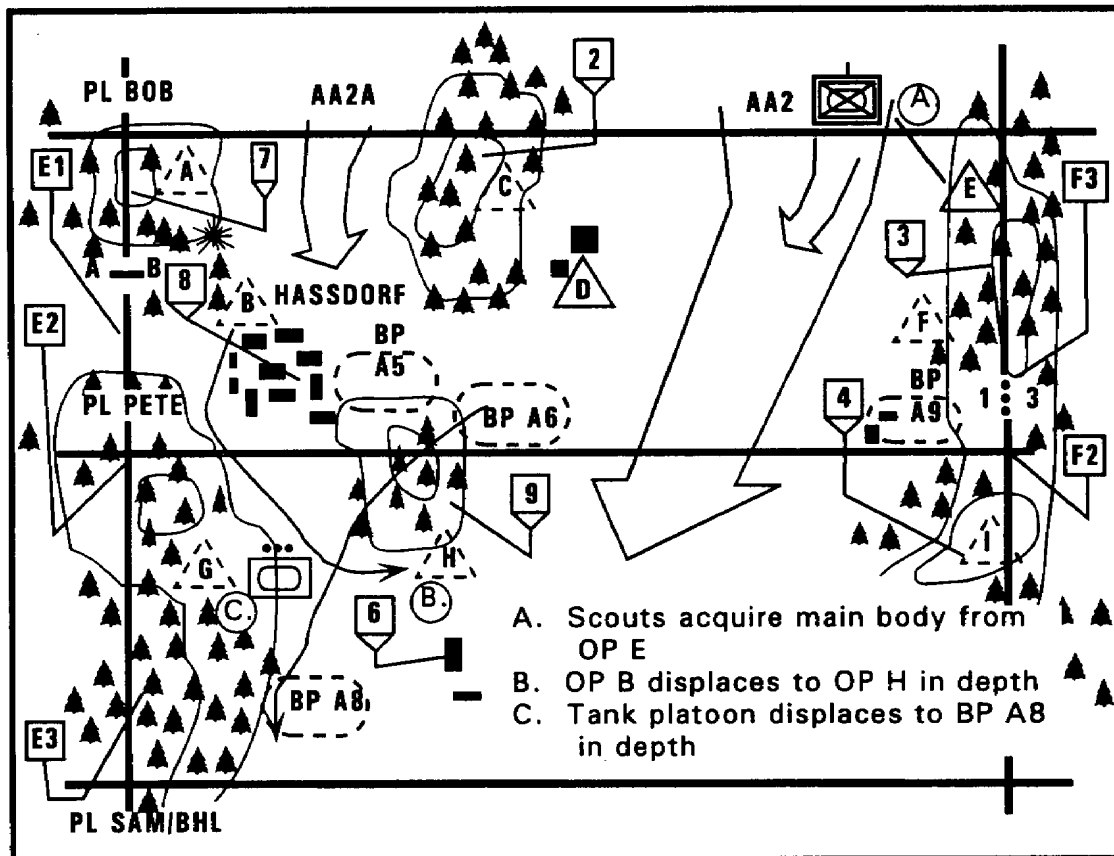 2
PL BOB
AA2A
AA2
A
E1
A
7
C
E
F3
3
A B
8
B
HASSDORF
D
F
E2
BP
A5
BP
A9
PL PETE
BP A6
4
1 3
9
F2
G
H
I
C.
B.
6
A. Scouts acquire main body from
OP E
B. OP B displaces to OP H in depth
C. Tank platoon displaces to BP A8
in depth
BP A8
E3
PL SAM/BHL